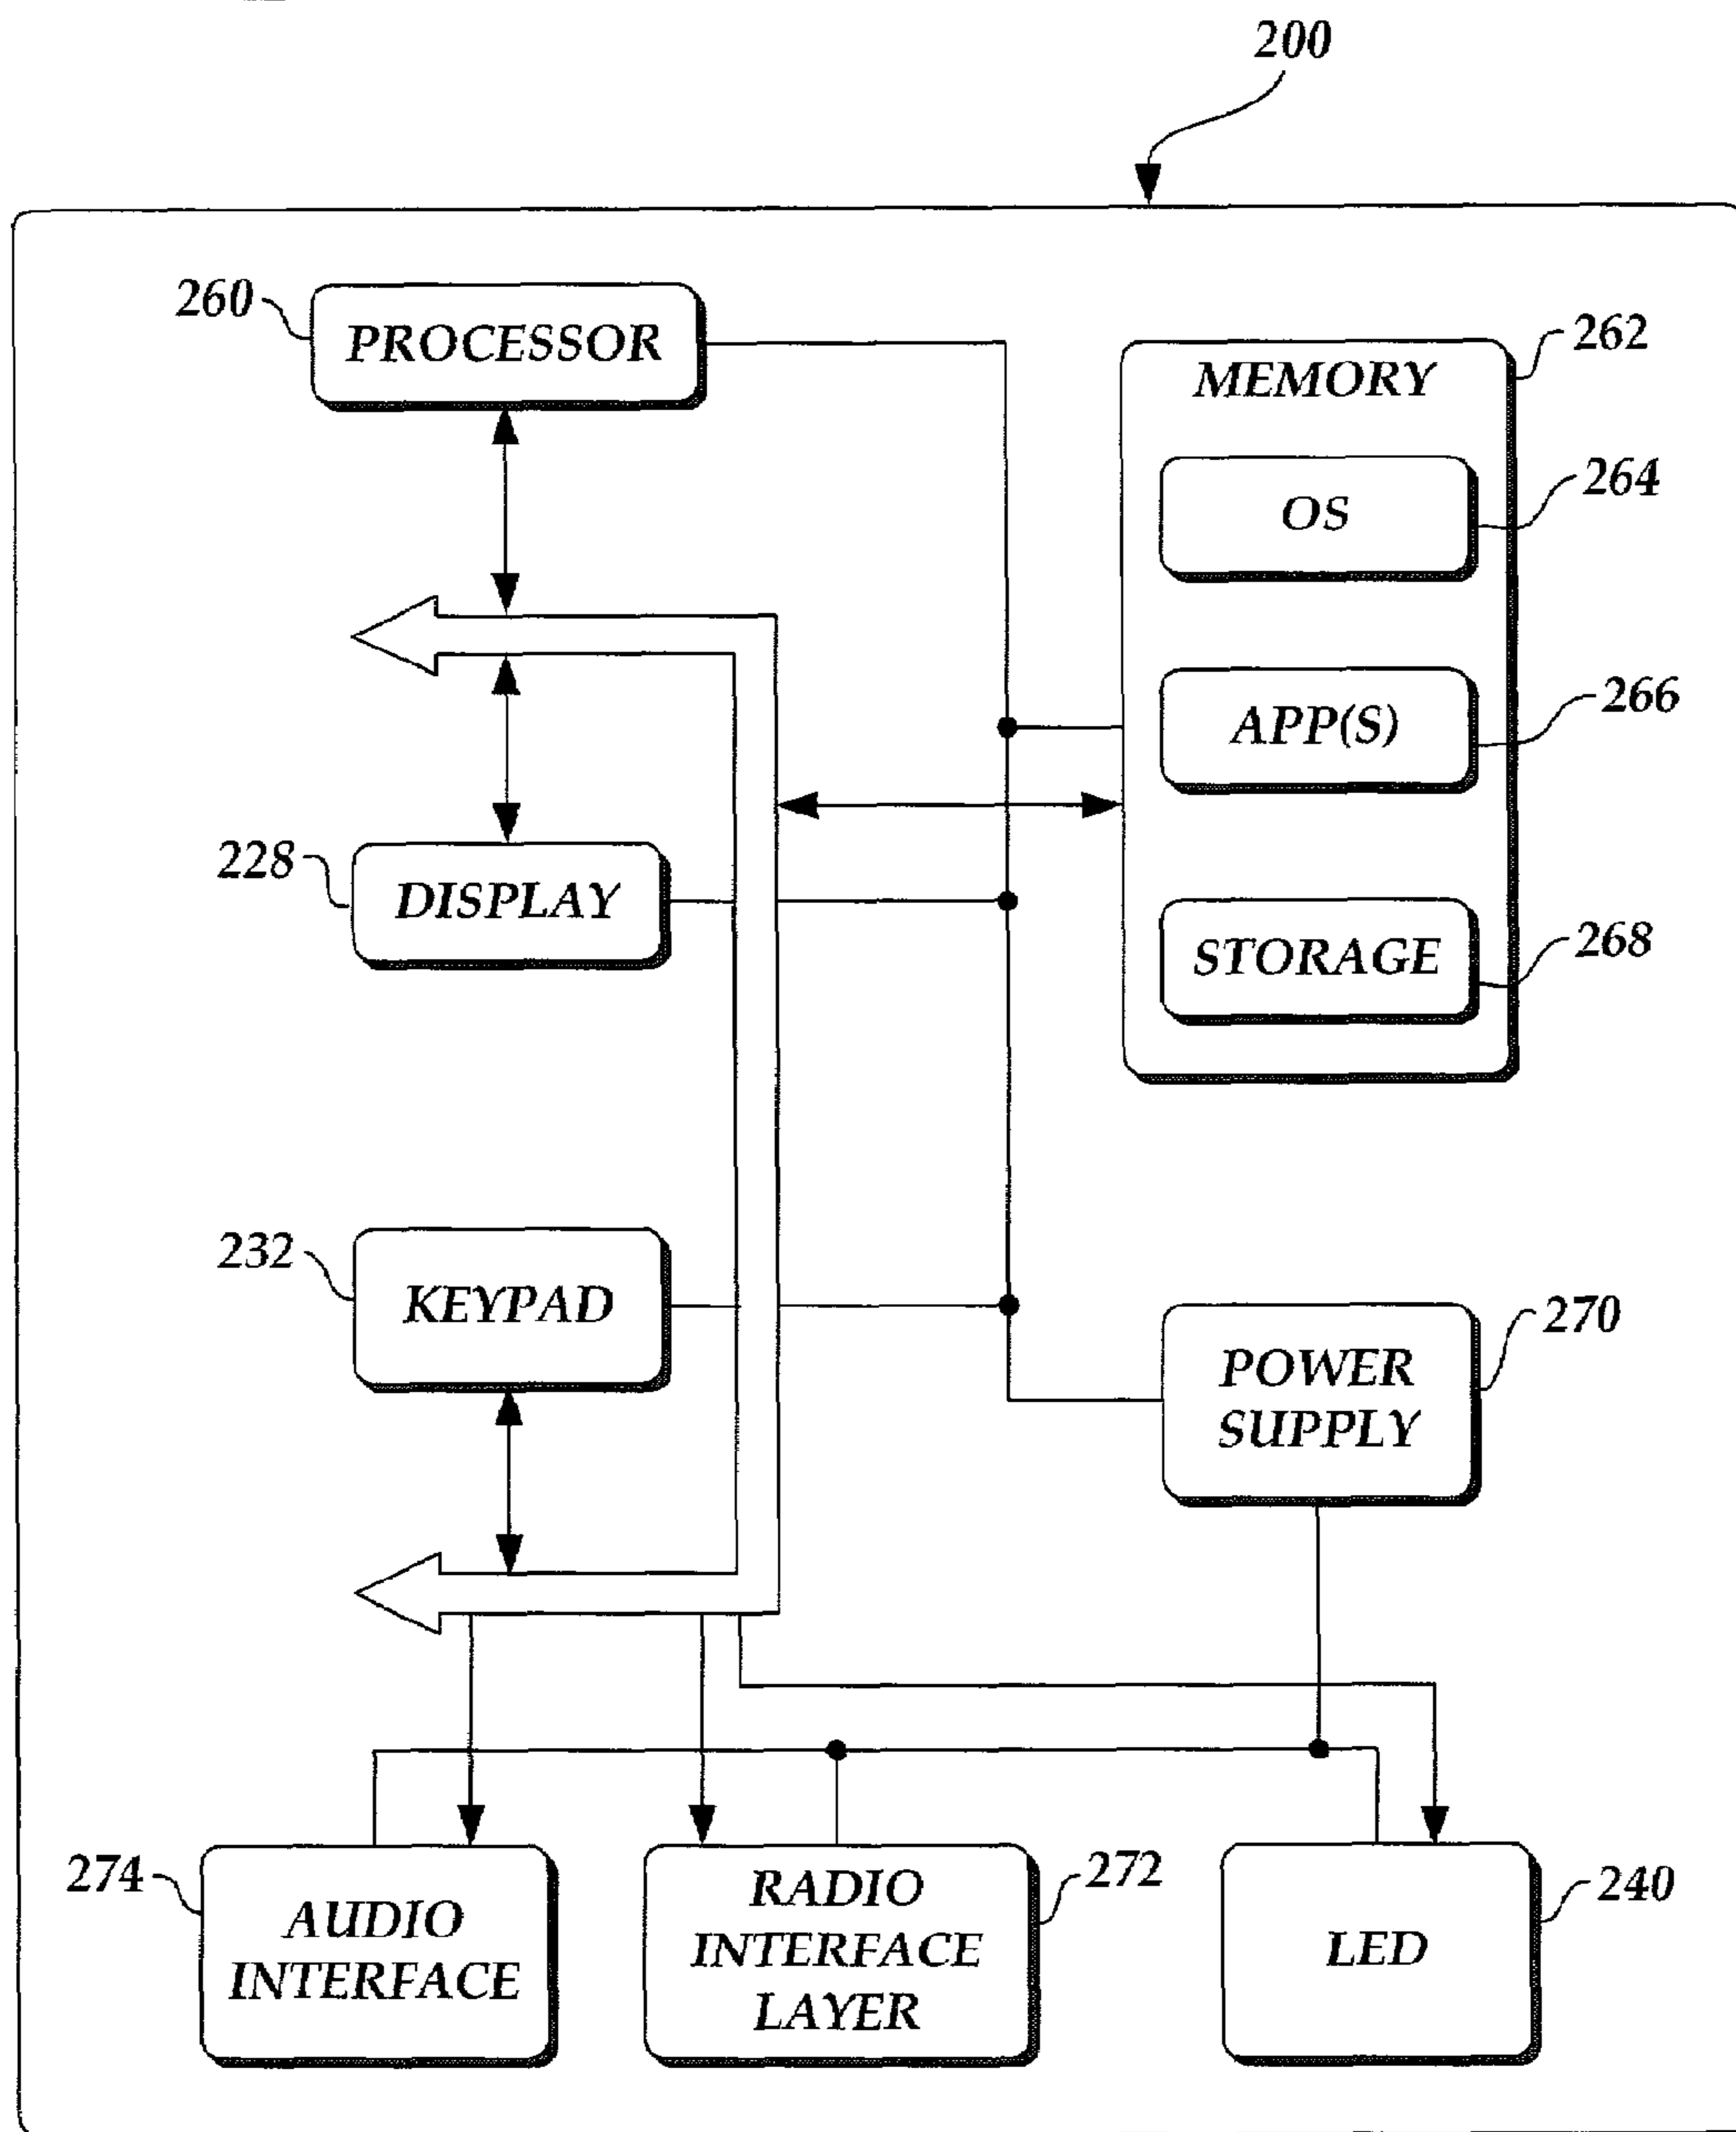 200
260
PROCESSOR
262
MEMORY
OS
264
APP(S)
266
228
DISPLAY
STORAGE
268
232
KEYPAD
270
POWER
SUPPLY
274
AUDIO
INTERFACE
RADIO
INTERFACE
LAYER
272
LED
240